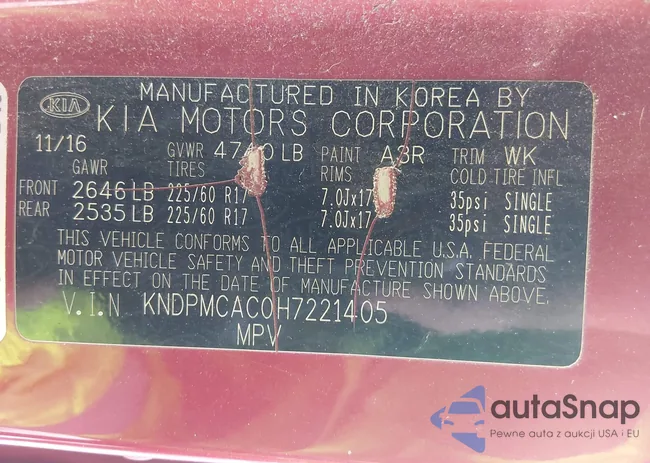 MANUFACTURED IN KOREA BY
KIA KIA MOTORS CORPORATION
11/16 GVWR LB PAINT A3R TRIM WK
GAWR TIRES RIMS COLD TIRE INFL
FRONT 2646 LB 225/60 R17 7.0Jx17 35psi SINGLE
REAR 2535 LB 225/60 R17 7.0Jx17 35psi SINGLE
THIS VEHICLE CONFORMS TO ALL APPLICABLE U.S.A. FEDERAL
MOTOR VEHICLE SAFETY AND THEFT PREVENTION STANDARDS
IN EFFECT ON THE DATE OF MANUFACTURE SHOWN ABOVE,
V.I.N KNDPMCAC0H7221405
MPV
autaSnap
Pewne auta z aukcji USA i EU